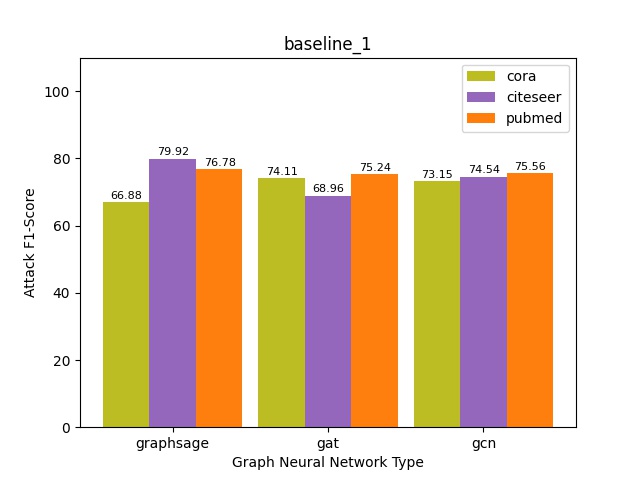 baseline_1
Attack F1-Score
100
80
60
40
20
0
cora
citeseer
pubmed
66.88
79.92
76.78
74.11
68.96
75.24
73.15
74.54
75.56
graphsage
gat
gcn
Graph Neural Network Type